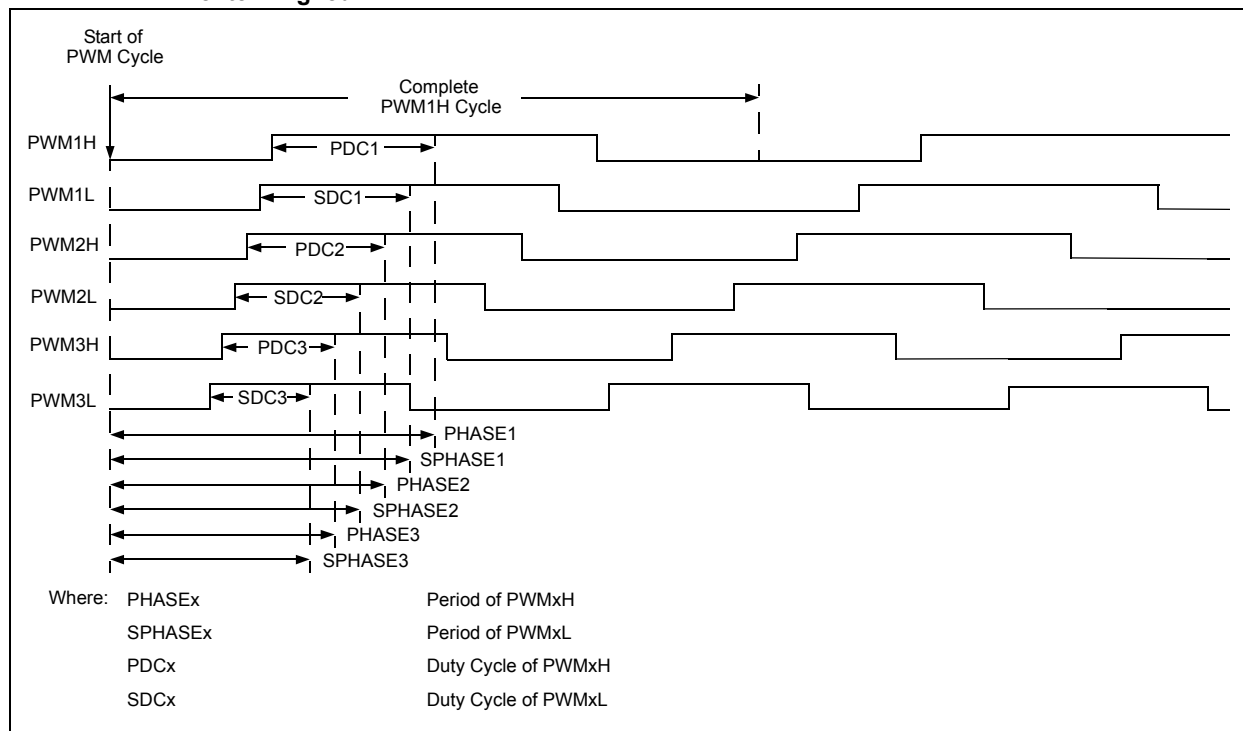 Start of
PWM Cycle
Complete
PWM1H Cycle
PWM1H
PDC1
PWM1L
SDC1
PWM2H
PDC2
PWM2L
SDC2
PWM3H
PDC3
PWM3L
SDC3
PHASE1
SPHASE1
PHASE2
SPHASE2
PHASE3
SPHASE3
Where: PHASEx Period of PWMxH
SPHASEx Period of PWMxL
PDCx Duty Cycle of PWMxH
SDCx Duty Cycle of PWMxL